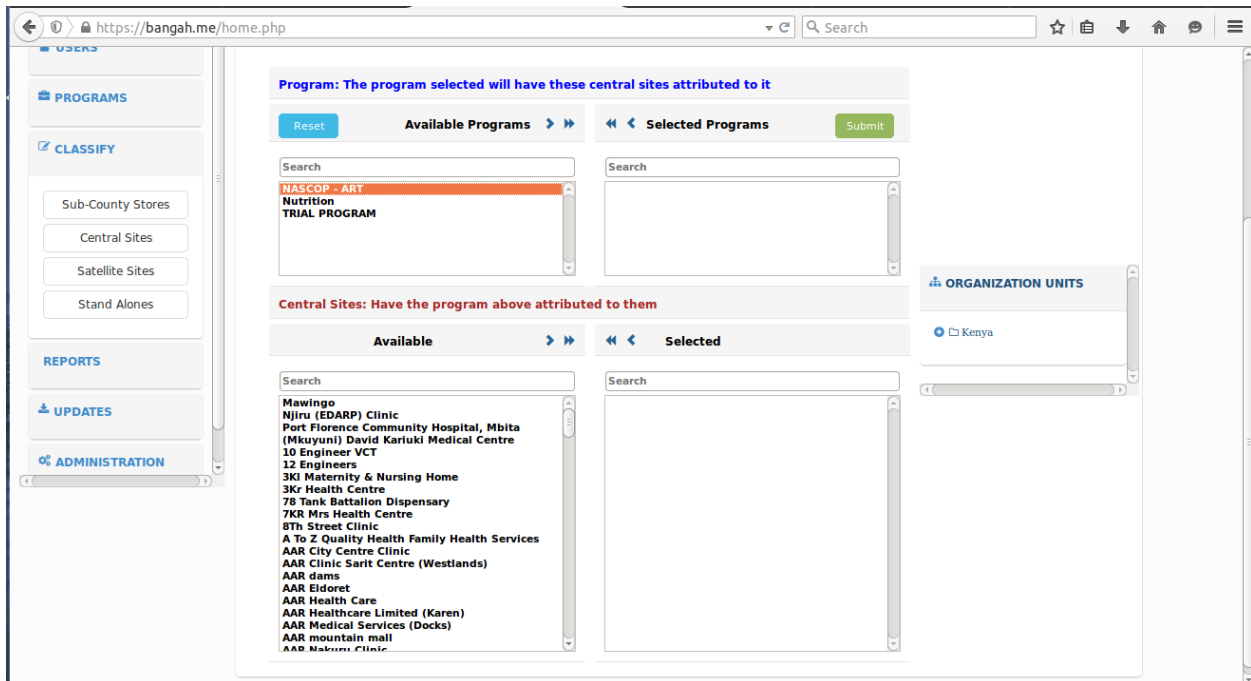 https://bangah.me/home.php
Search
USERS
PROGRAMS
CLASSIFY
Sub-County Stores
Central Sites
Satellite Sites
Stand Alones
REPORTS
UPDATES
ADMINISTRATION
Program: The program selected will have these central sites attributed to it
Reset
Available Programs
Selected Programs
Submit
Search
Search
NASCOP - ART
Nutrition
TRIAL PROGRAM
Central Sites: Have the program above attributed to them
Available
Selected
Search
Search
Mawingo
Njiru (EDARP) Clinic
Port Florence Community Hospital, Mbita
(Mkuyuni) David Kariuki Medical Centre
10 Engineer VCT
12 Engineers
3KI Maternity & Nursing Home
3Kr Health Centre
78 Tank Battalion Dispensary
7KR Mrs Health Centre
8Th Street Clinic
A To Z Quality Health Family Health Services
AAR City Centre Clinic
AAR Clinic Sarit Centre (Westlands)
AAR dams
AAR Eldoret
AAR Health Care
AAR Healthcare Limited (Karen)
AAR Medical Services (Docks)
AAR mountain mall
AAR Nakuru Clinic
ORGANIZATION UNITS
Kenya